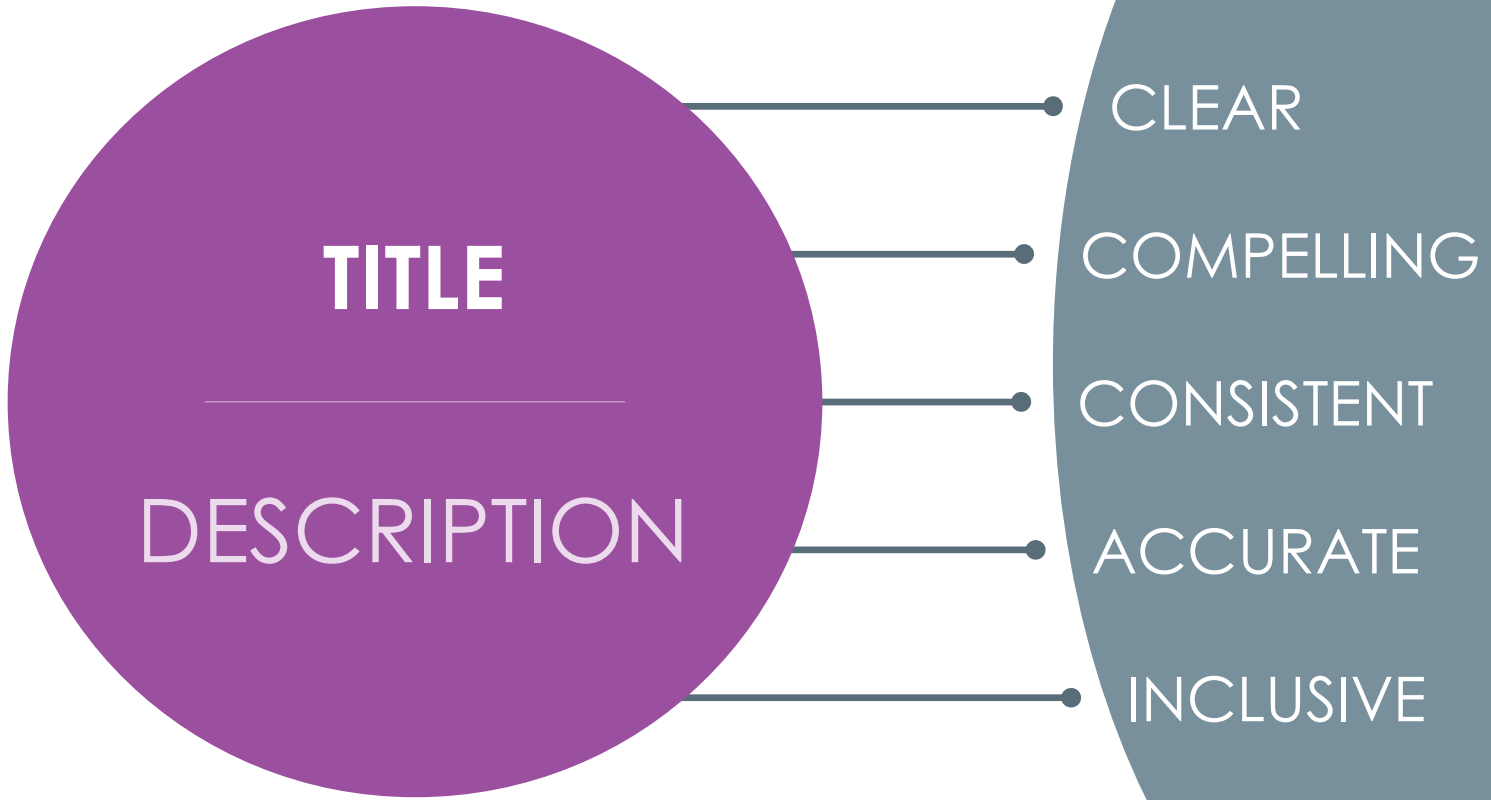 TITLE
DESCRIPTION
CLEAR
COMPELLING
CONSISTENT
ACCURATE
INCLUSIVE